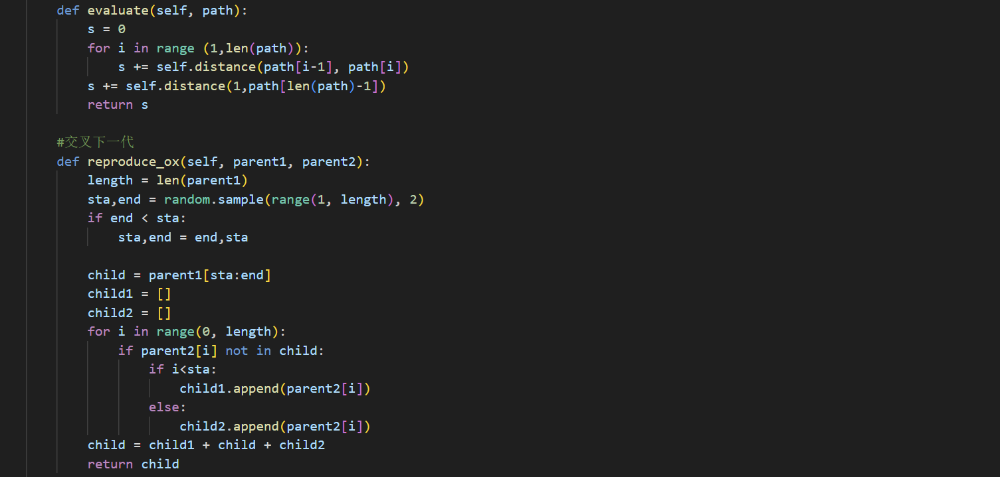 def evaluate(self, path):
s = 0
for i in range (1,len(path)):
s += self.distance(path[i-1], path[i])
s += self.distance(1,path[len(path)-1])
return s
#交叉下一代
def reproduce_ox(self, parent1, parent2):
length = len(parent1)
sta,end = random.sample(range(1, length), 2)
if end < sta:
sta,end = end,sta
child = parent1[sta:end]
child1 = []
child2 = []
for i in range(0, length):
if parent2[i] not in child:
if i<sta:
child1.append(parent2[i])
else:
child2.append(parent2[i])
child = child1 + child + child2
return child